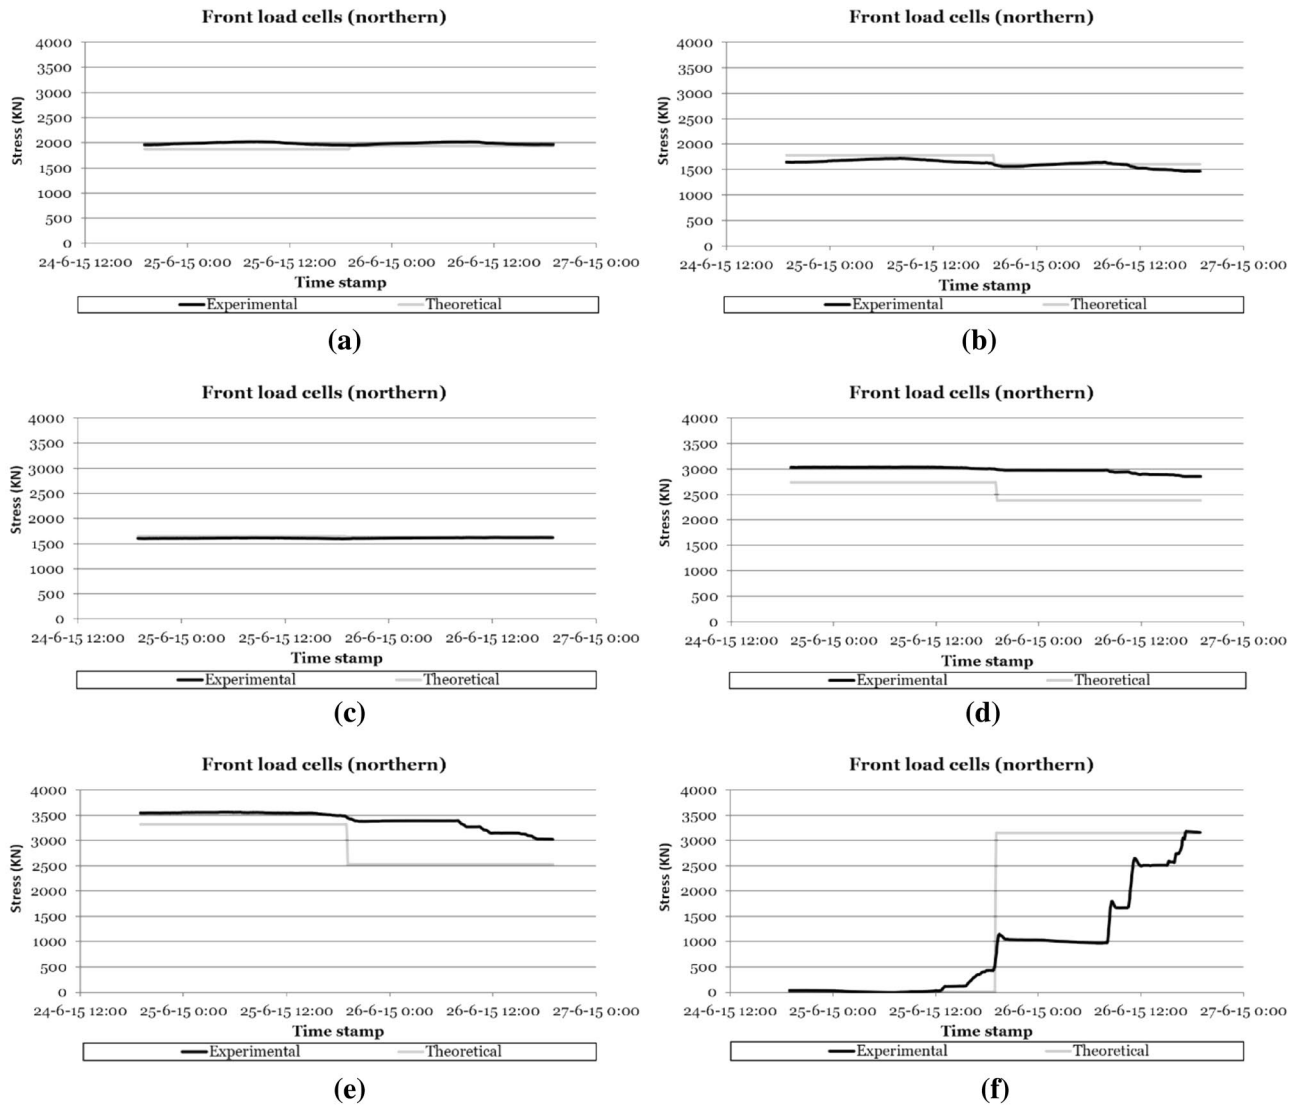 Front load cells (northern)
4000
3500
3000
2500
2000
1500
1000
500
0
Stress (KN)
24-6-15 12:00 25-6-15 0:00 25-6-15 12:00 26-6-15 0:00 26-6-15 12:00 27-6-15 0:00
Time stamp
Experimental Theoretical
(a)
Front load cells (northern)
4000
3500
3000
2500
2000
1500
1000
500
0
Stress (KN)
24-6-15 12:00 25-6-15 0:00 25-6-15 12:00 26-6-15 0:00 26-6-15 12:00 27-6-15 0:00
Time stamp
Experimental Theoretical
(b)
Front load cells (northern)
4000
3500
3000
2500
2000
1500
1000
500
0
Stress (KN)
24-6-15 12:00 25-6-15 0:00 25-6-15 12:00 26-6-15 0:00 26-6-15 12:00 27-6-15 0:00
Time stamp
Experimental Theoretical
(c)
Front load cells (northern)
4000
3500
3000
2500
2000
1500
1000
500
0
Stress (KN)
24-6-15 12:00 25-6-15 0:00 25-6-15 12:00 26-6-15 0:00 26-6-15 12:00 27-6-15 0:00
Time stamp
Experimental Theoretical
(d)
Front load cells (northern)
4000
3500
3000
2500
2000
1500
1000
500
0
Stress (KN)
24-6-15 12:00 25-6-15 0:00 25-6-15 12:00 26-6-15 0:00 26-6-15 12:00 27-6-15 0:00
Time stamp
Experimental Theoretical
(e)
Front load cells (northern)
4000
3500
3000
2500
2000
1500
1000
500
0
Stress (KN)
24-6-15 12:00 25-6-15 0:00 25-6-15 12:00 26-6-15 0:00 26-6-15 12:00 27-6-15 0:00
Time stamp
Experimental Theoretical
(f)